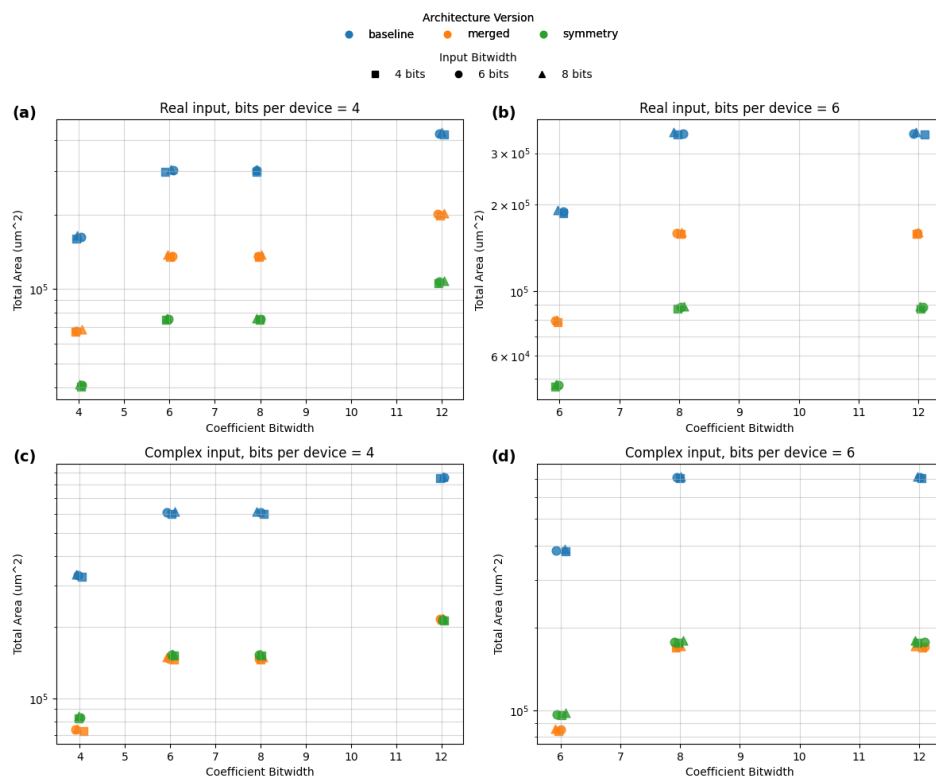 Architecture Version
baseline merged symmetry
Input Bitwidth
4 bits 6 bits 8 bits
(a) Real input, bits per device = 4
Total Area (um^2)
10^5
4 5 6 7 8 9 10 11 12
Coefficient Bitwidth
(b) Real input, bits per device = 6
Total Area (um^2)
3 × 10^5
2 × 10^5
10^5
6 × 10^4
6 7 8 9 10 11 12
Coefficient Bitwidth
(c) Complex input, bits per device = 4
Total Area (um^2)
10^5
4 5 6 7 8 9 10 11 12
Coefficient Bitwidth
(d) Complex input, bits per device = 6
Total Area (um^2)
10^5
6 7 8 9 10 11 12
Coefficient Bitwidth